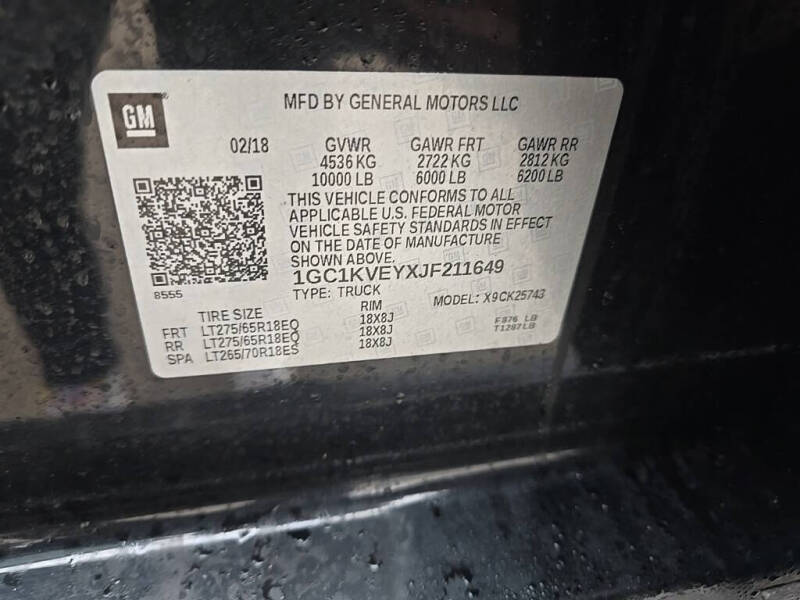 GM
MFD BY GENERAL MOTORS LLC
02/18 GVWR GAWR FRT GAWR RR
4536 KG 2722 KG 2812 KG
10000 LB 6000 LB 6200 LB
THIS VEHICLE CONFORMS TO ALL
APPLICABLE U.S. FEDERAL MOTOR
VEHICLE SAFETY STANDARDS IN EFFECT
ON THE DATE OF MANUFACTURE
SHOWN ABOVE.
1GC1KVEYXJF211649
8555
TYPE: TRUCK MODEL: X9CK25743
TIRE SIZE RIM
FRT LT275/65R18EQ 18X8J F876 LB
RR LT275/65R18EQ 18X8J T1287LB
SPA LT265/70R18ES 18X8J